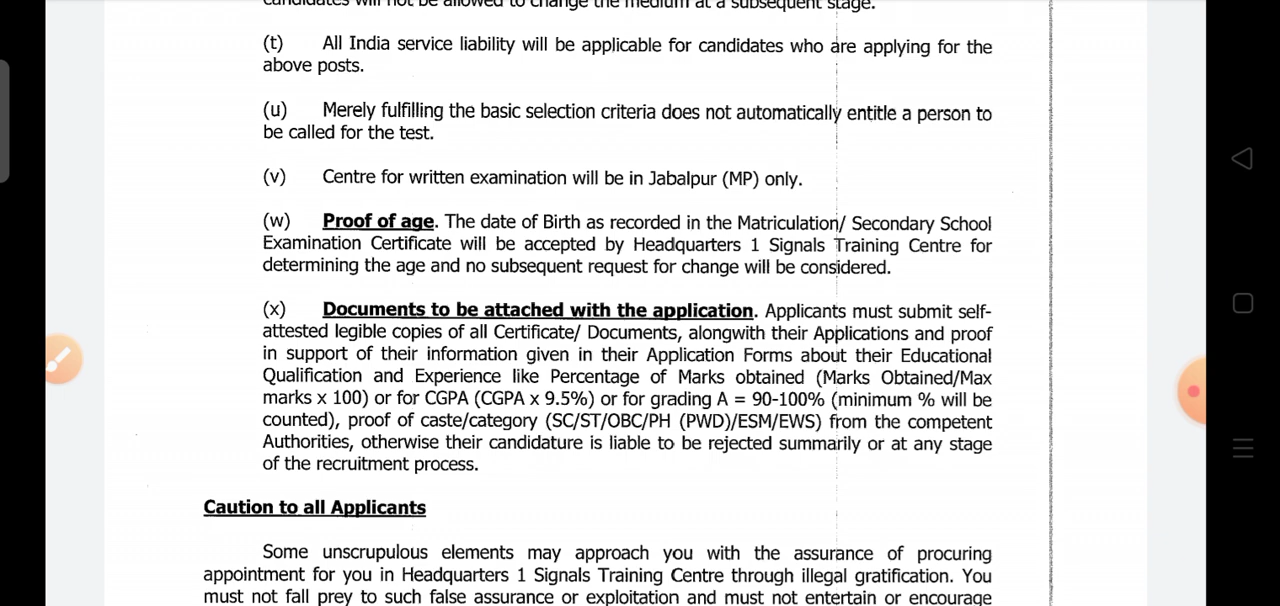 candidates will not be allowed to change the medium at a subsequent stage.
(t) All India service liability will be applicable for candidates who are applying for the
above posts.
(u) Merely fulfilling the basic selection criteria does not automatically entitle a person to
be called for the test.
(v) Centre for written examination will be in Jabalpur (MP) only.
(w) Proof of age. The date of Birth as recorded in the Matriculation/ Secondary School
Examination Certificate will be accepted by Headquarters 1 Signals Training Centre for
determining the age and no subsequent request for change will be considered.
(x) Documents to be attached with the application. Applicants must submit self-
attested legible copies of all Certificate/ Documents, alongwith their Applications and proof
in support of their information given in their Application Forms about their Educational
Qualification and Experience like Percentage of Marks obtained (Marks Obtained/Max
marks x 100) or for CGPA (CGPA x 9.5%) or for grading A = 90-100% (minimum % will be
counted), proof of caste/category (SC/ST/OBC/PH (PWD)/ESM/EWS) from the competent
Authorities, otherwise their candidature is liable to be rejected summarily or at any stage
of the recruitment process.
Caution to all Applicants
Some unscrupulous elements may approach you with the assurance of procuring
appointment for you in Headquarters 1 Signals Training Centre through illegal gratification. You
must not fall prey to such false assurance or exploitation and must not entertain or encourage